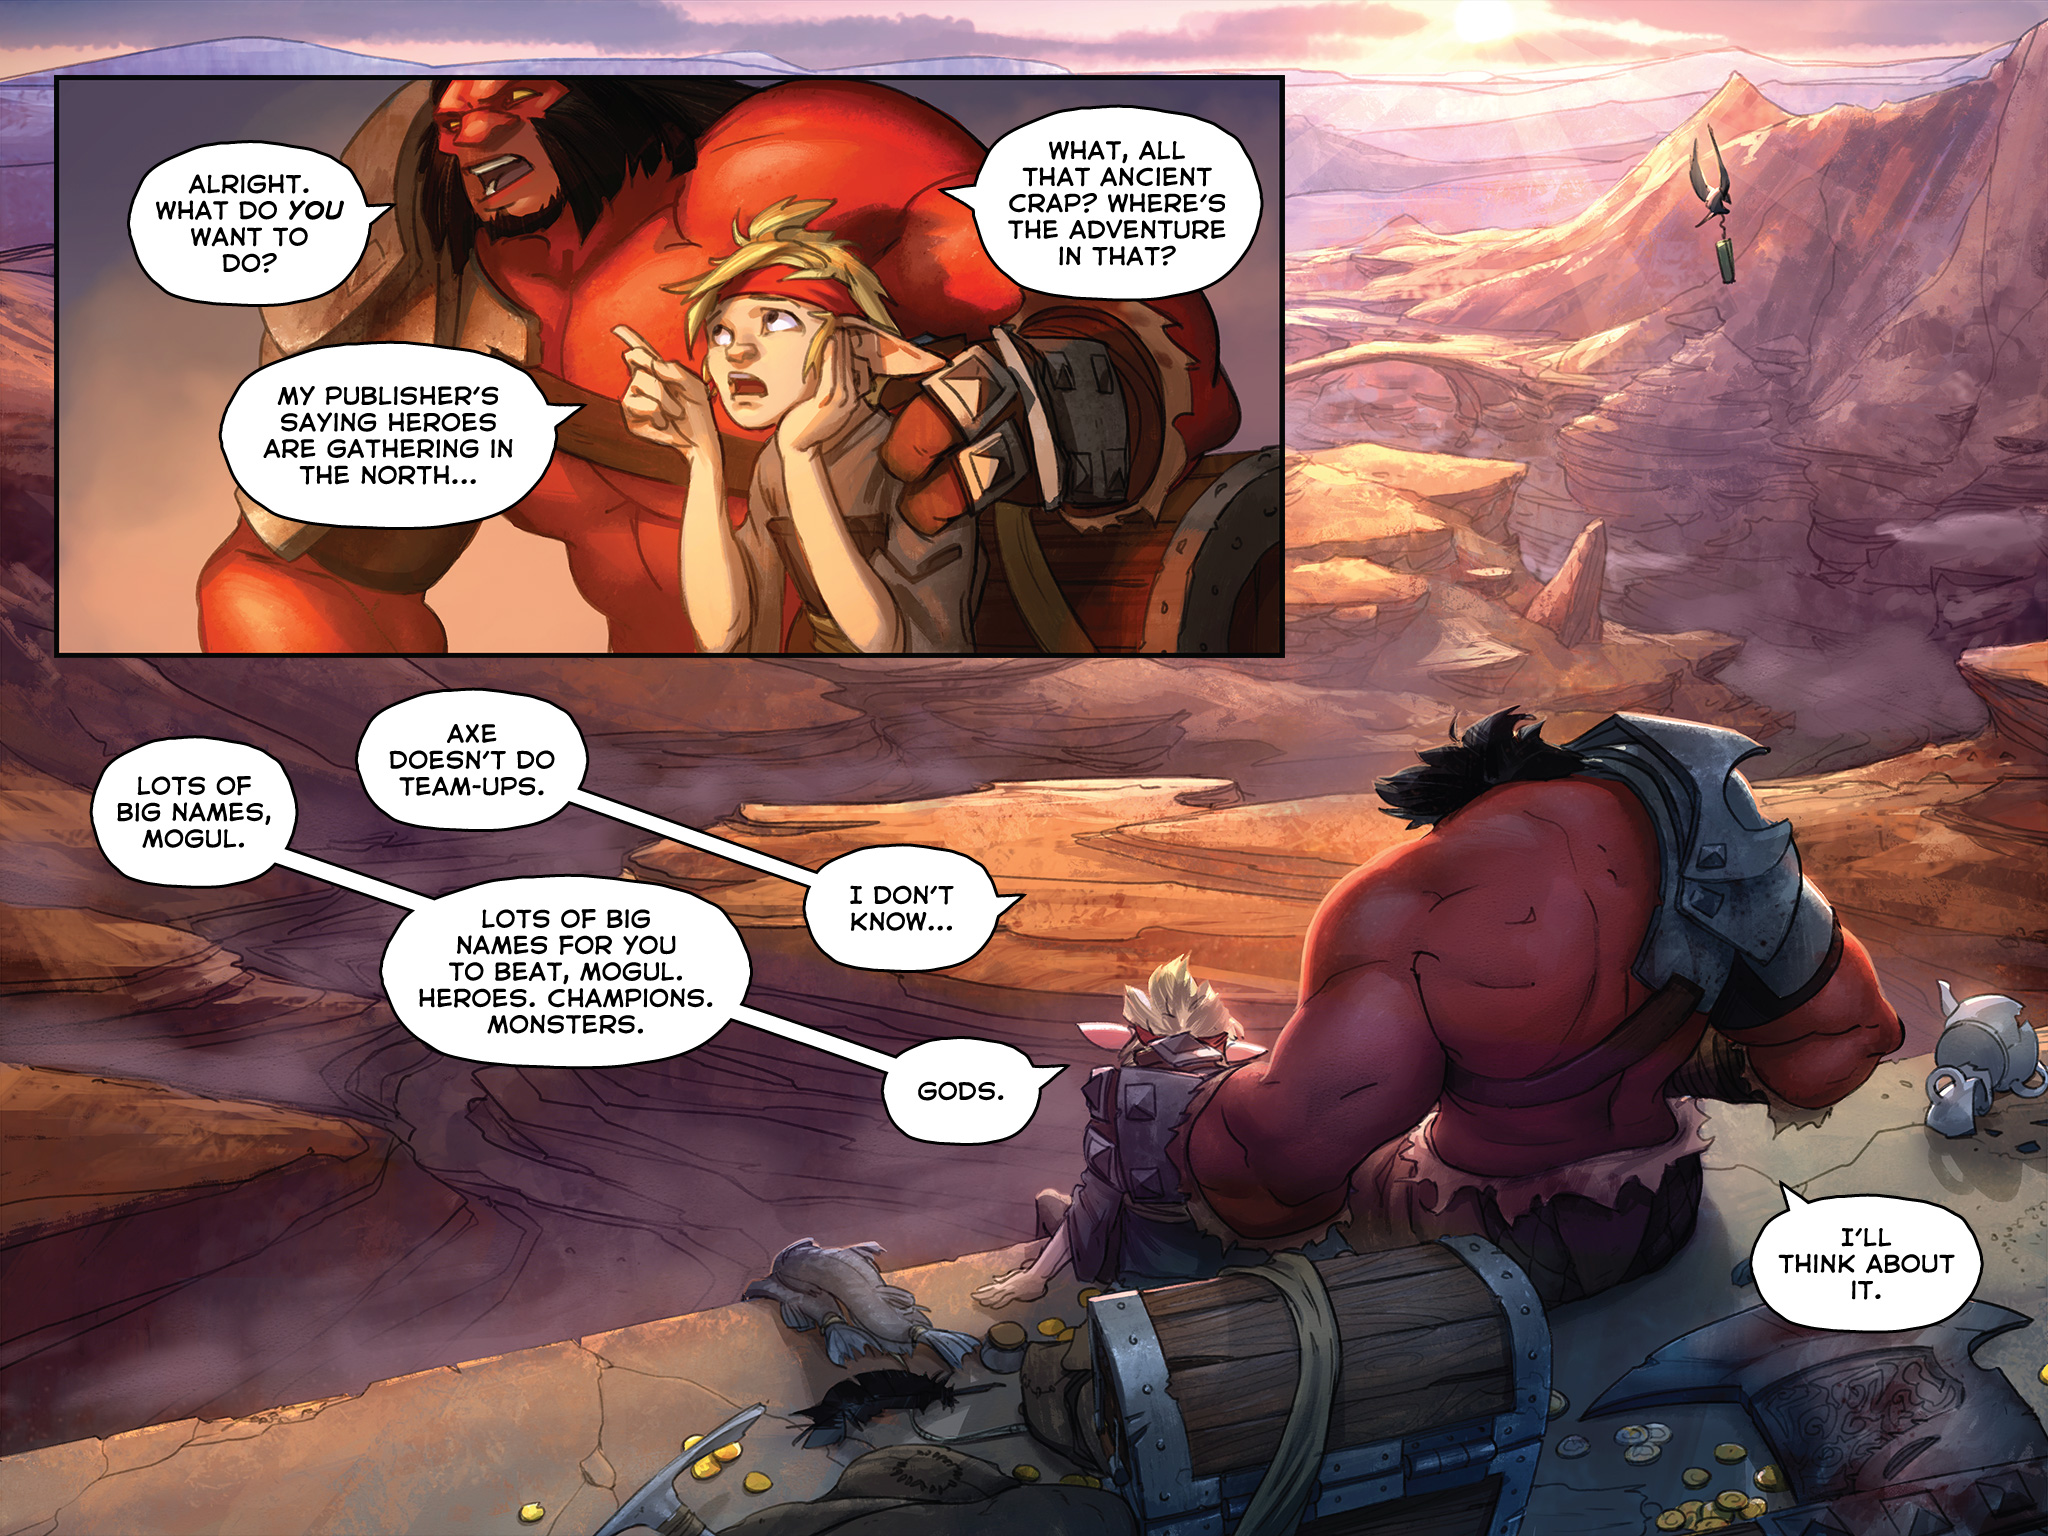 ALRIGHT.
WHAT DO YOU
WANT TO
DO?
WHAT, ALL
THAT ANCIENT
CRAP? WHERE'S
THE ADVENTURE
IN THAT?
MY PUBLISHER'S
SAYING HEROES
ARE GATHERING IN
THE NORTH...
AXE
DOESN'T DO
TEAM-UPS.
I DON'T
KNOW...
LOTS OF
BIG NAMES,
MOGUL.
LOTS OF BIG
NAMES FOR YOU
TO BEAT, MOGUL.
HEROES. CHAMPIONS.
MONSTERS.
GODS.
I'LL
THINK ABOUT
IT.